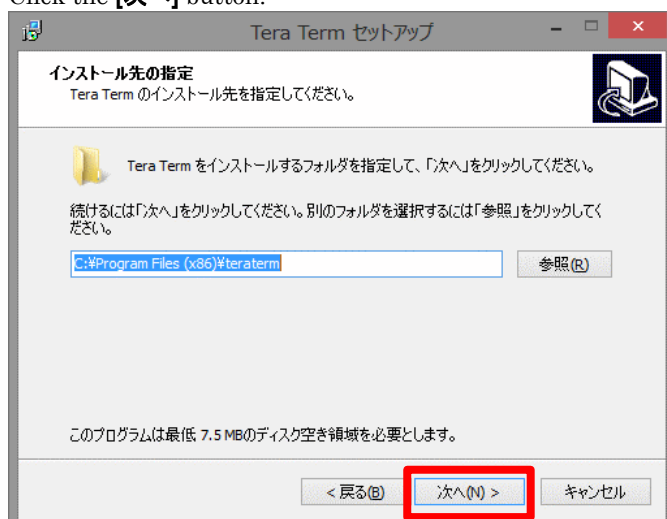 Click the [次へ] button.
Tera Term セットアップ
インストール先の指定
Tera Term のインストール先を指定してください。
Tera Term をインストールするフォルダを指定して、「次へ」をクリックしてください。
続けるには「次へ」をクリックしてください。別のフォルダを選択するには「参照」をクリックしてく
ださい。
C:¥Program Files (x86)¥teraterm
参照(R)
このプログラムは最低 7.5 MBのディスク空き領域を必要とします。
< 戻る(B)
次へ(N) >
キャンセル